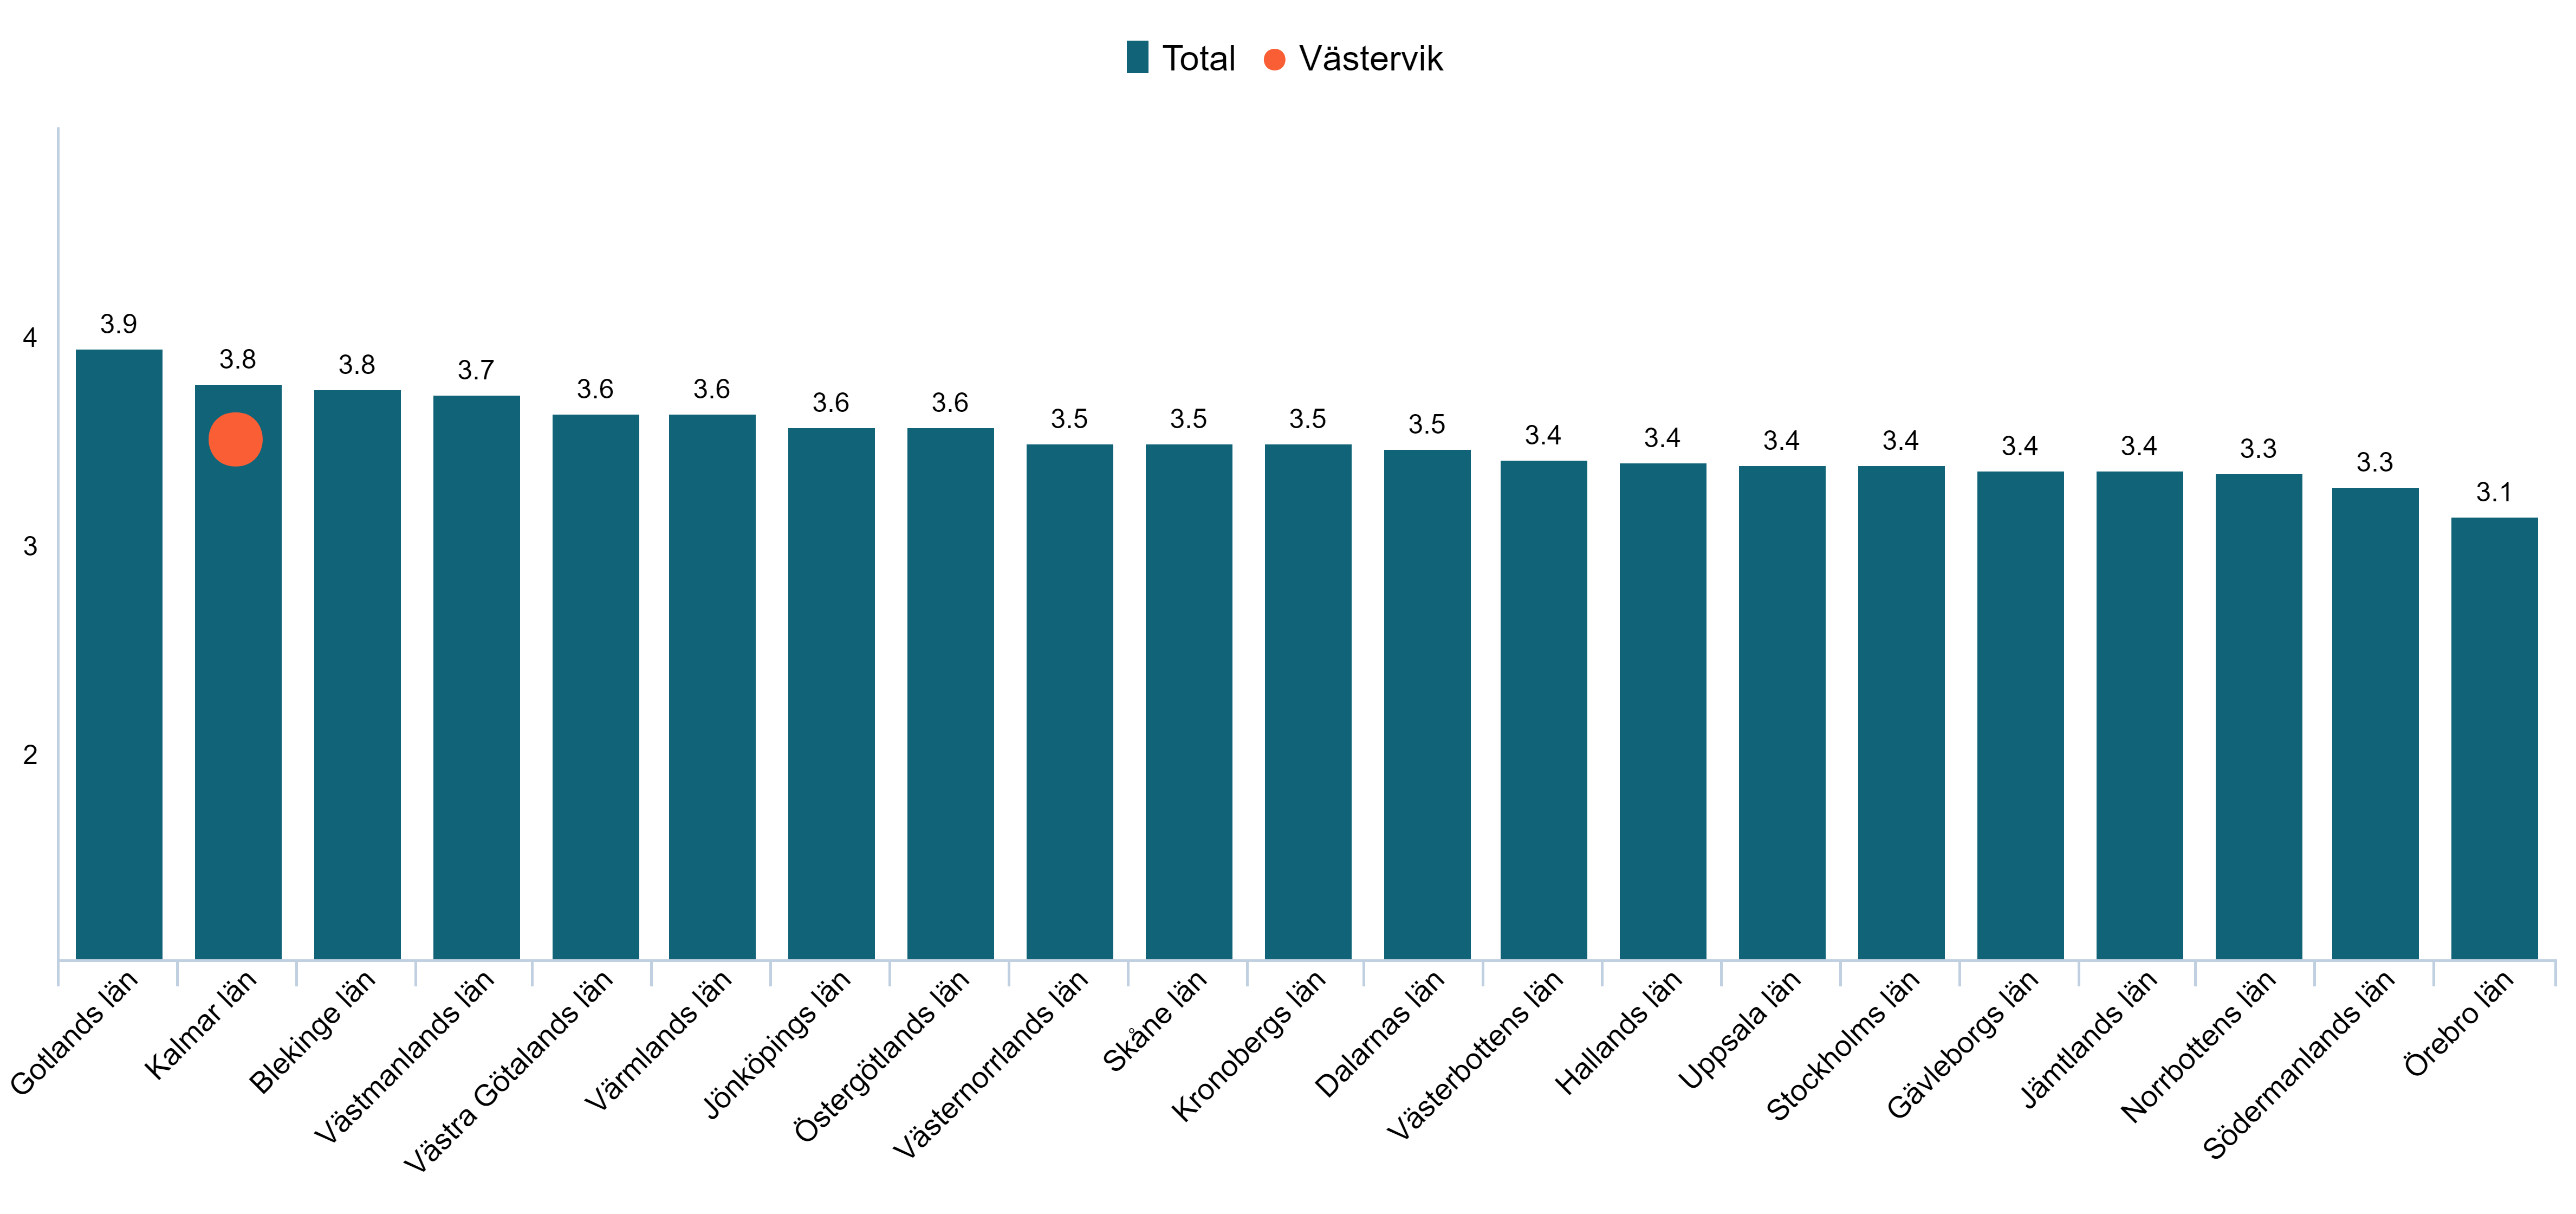 Total Västervik
4
3
2
3.9 3.8 3.8 3.7 3.6 3.6 3.6 3.6 3.5 3.5 3.5 3.5 3.4 3.4 3.4 3.4 3.4 3.4 3.3 3.3 3.1
Gotlands län
Kalmar län
Blekinge län
Västmanlands län
Västra Götalands län
Värmlands län
Jönköpings län
Östergötlands län
Västernorrlands län
Skåne län
Kronobergs län
Dalarnas län
Västerbottens län
Hallands län
Uppsala län
Stockholms län
Gävleborgs län
Jämtlands län
Norrbottens län
Södermanlands län
Örebro län